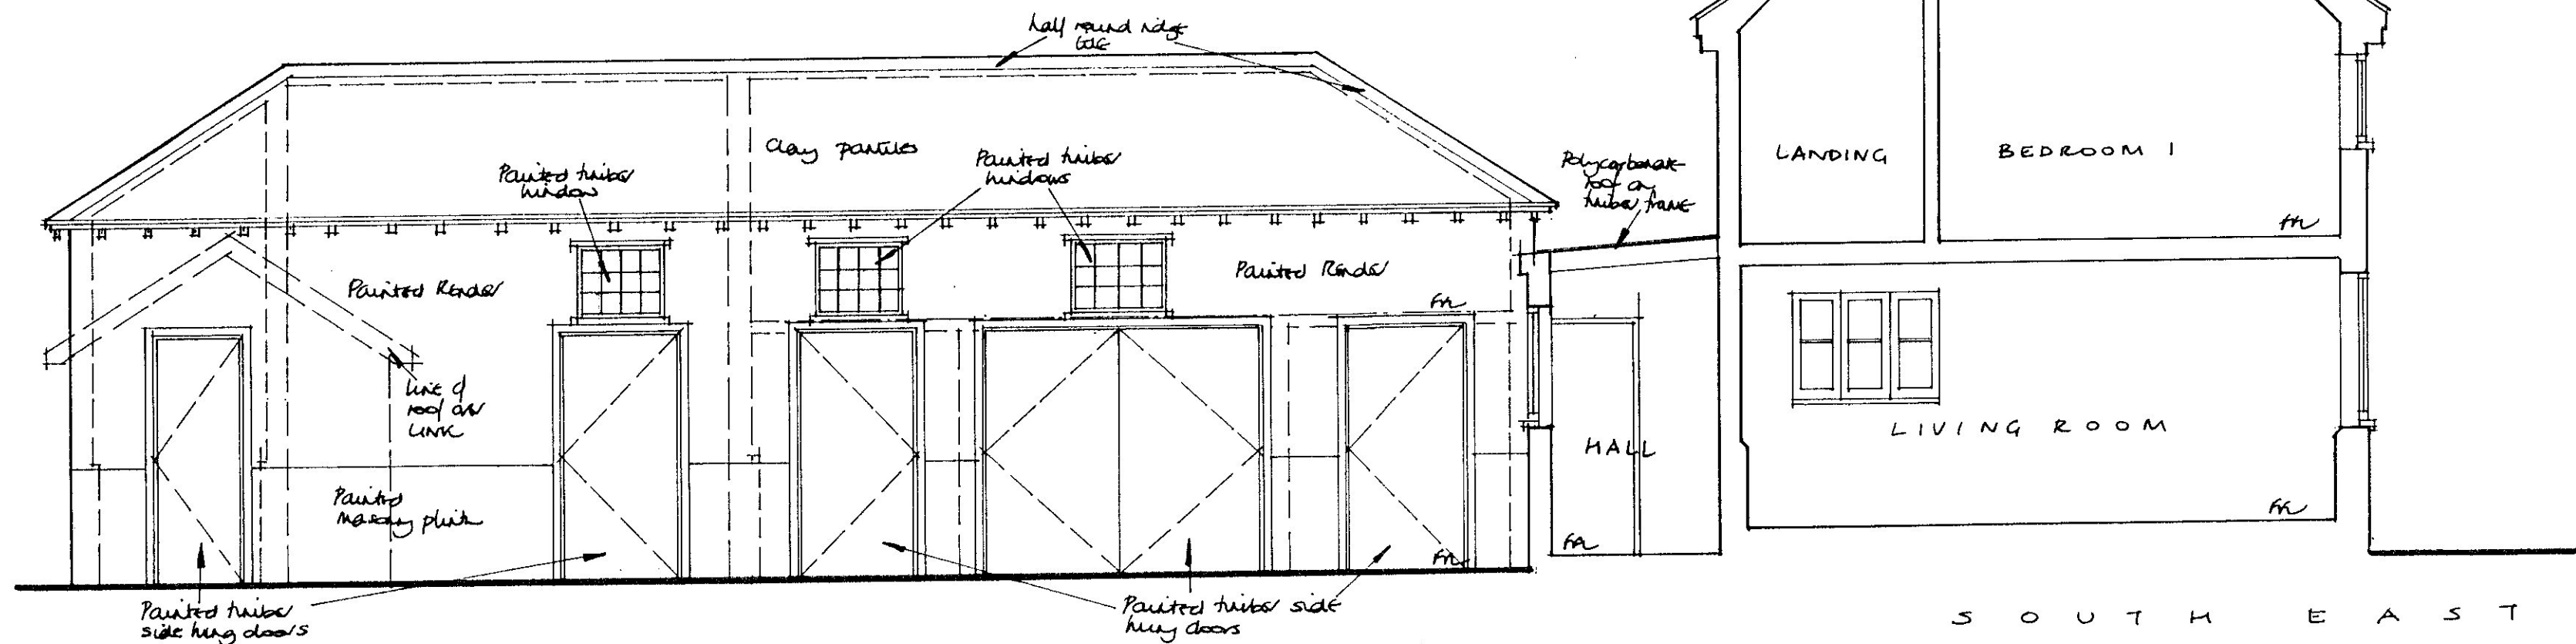 half round ridge
tile
Clay pantiles
Painted timber
window
Painted timber
windows
Polycarbonate
roof on
timber frame
LANDING
BEDROOM 1
FFL
Painted Render
Painted Render
FFL
Line of
roof over
LINK
HALL
LIVING ROOM
Painted
masonry plinth
FFL
FFL
FFL
Painted timber
side hung doors
Painted timber side
hung doors
SOUTH EAST